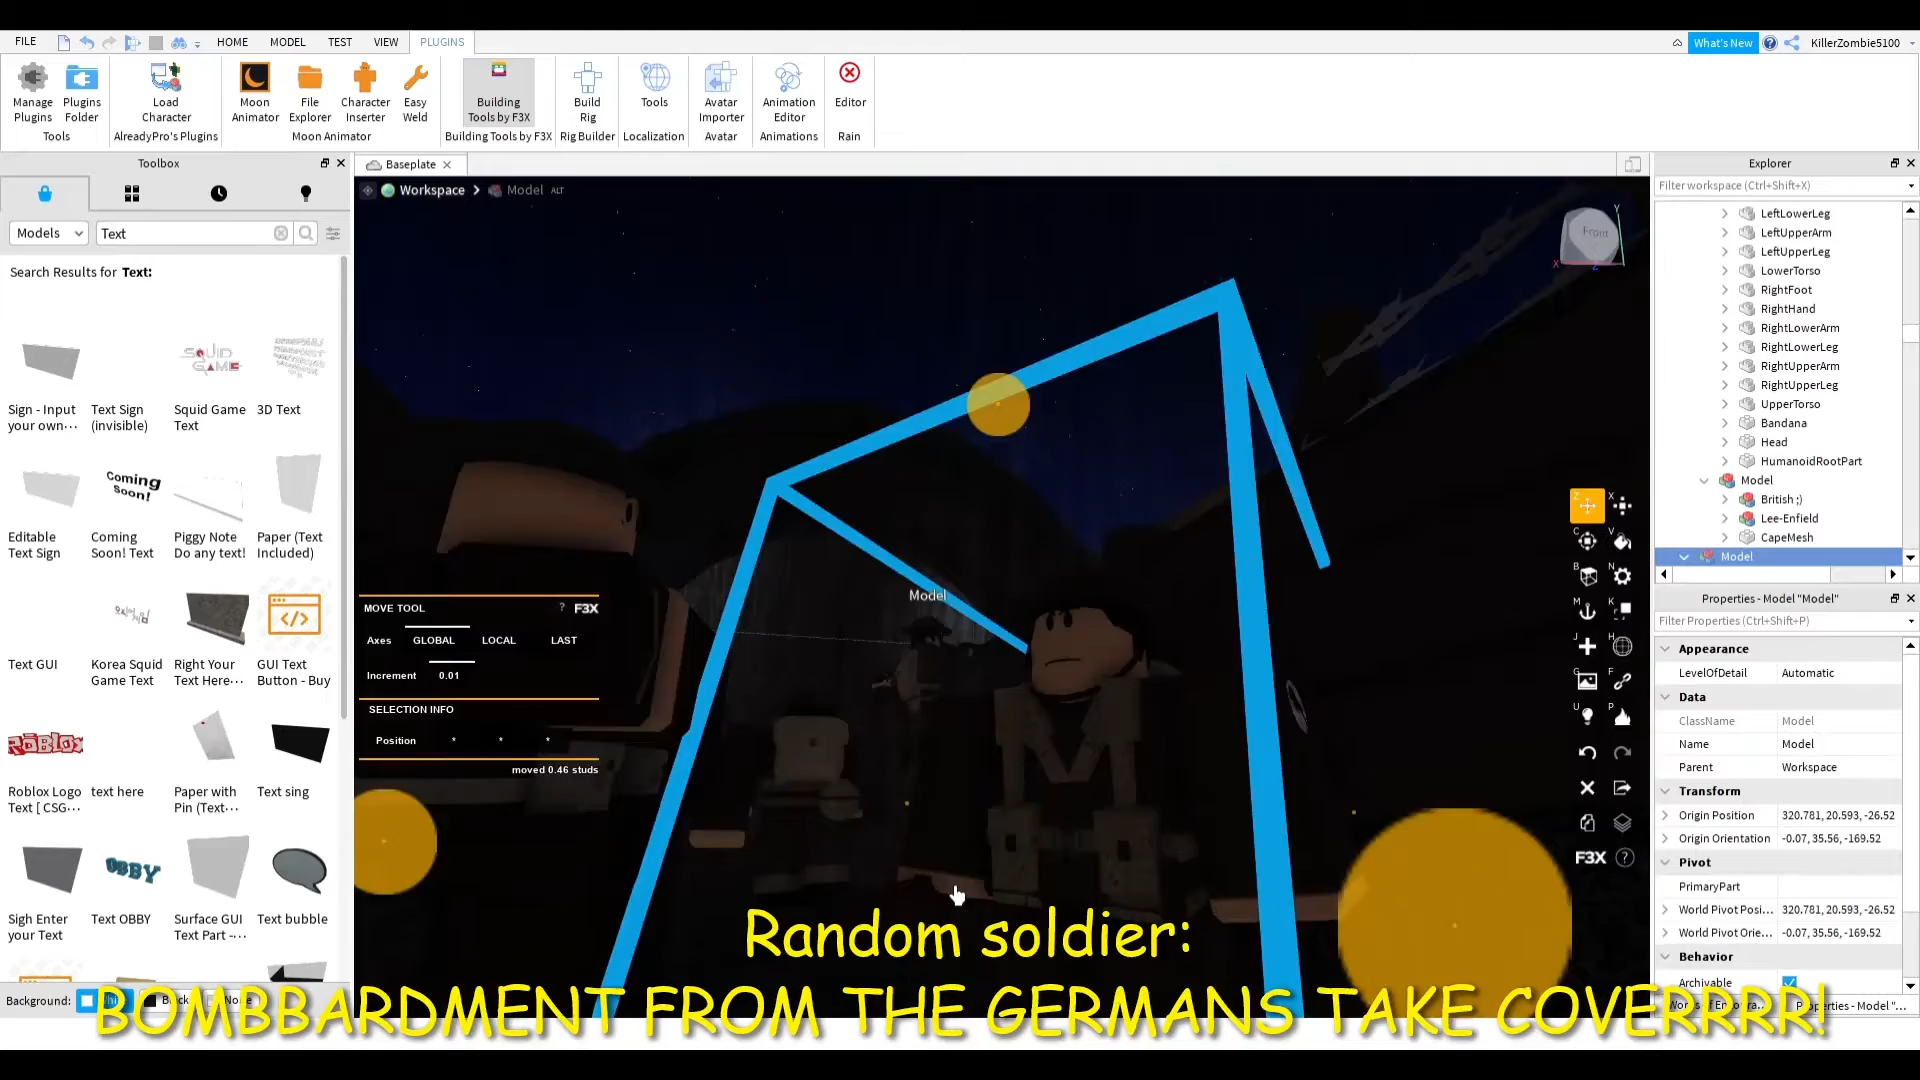 FILE HOME MODEL TEST VIEW PLUGINS What's New KillerZombie5100
Manage Plugins
Plugins Folder
Tools
Load Character
AlreadyPro's Plugins
Moon Animator
File Explorer
Character Inserter
Easy Weld
Moon Animator
Building Tools by F3X
Building Tools by F3X
Build Rig
Rig Builder
Tools
Localization
Avatar Importer
Avatar
Animation Editor
Animations
Editor
Rain
Toolbox
Models
Text
Search Results for Text:
SQUID GAME
Sign - Input your own...
Text Sign (invisible)
Squid Game Text
3D Text
Coming Soon!
Editable Text Sign
Coming Soon! Text
Piggy Note Do any text!
Paper (Text Included)
Text GUI
Korea Squid Game Text
Right Your Text Here...
GUI Text Button - Buy
ROBLOX
Roblox Logo Text [ CSG...
text here
Paper with Pin (Text...
Text sing
OBBY
Sigh Enter your Text
Text OBBY
Surface GUI Text Part -...
Text bubble
Background:
Baseplate
Workspace > Model ALT
Front
Y
X
Z
Model
MOVE TOOL ? F3X
Axes GLOBAL LOCAL LAST
Increment 0.01
SELECTION INFO
Position * * *
moved 0.46 studs
Z X
C V
B N
M K
J H
G F
U P
F3X ?
Explorer
Filter workspace (Ctrl+Shift+X)
LeftLowerLeg
LeftUpperArm
LeftUpperLeg
LowerTorso
RightFoot
RightHand
RightLowerArm
RightLowerLeg
RightUpperArm
RightUpperLeg
UpperTorso
Bandana
Head
HumanoidRootPart
Model
British ;)
Lee-Enfield
CapeMesh
Model
Properties - Model "Model"
Filter Properties (Ctrl+Shift+P)
Appearance
LevelOfDetail Automatic
Data
ClassName Model
Name Model
Parent Workspace
Transform
Origin Position 320.781, 20.593, -26.52
Origin Orientation -0.07, 35.56, -169.52
Pivot
PrimaryPart
World Pivot Posi... 320.781, 20.593, -26.52
World Pivot Orie... -0.07, 35.56, -169.52
Behavior
Archivable
Properties - Model "...
Random soldier:
BOMBBARDMENT FROM THE GERMANS TAKE COVERRRR!